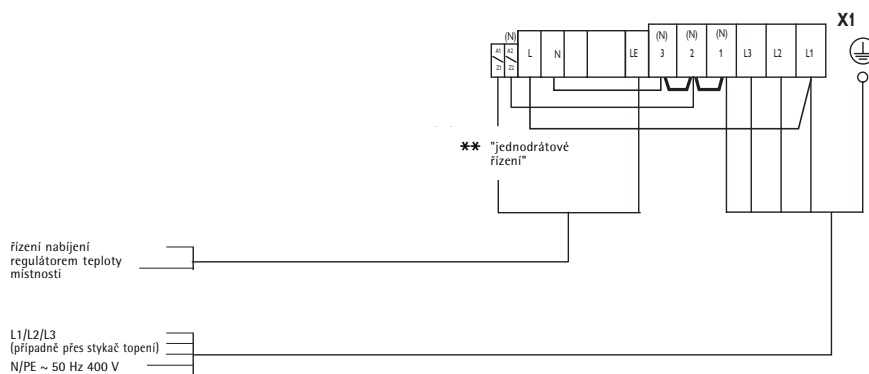 X1
(N) (N) (N) (N)
A1 A2 L N LE 3 2 1 L3 L2 L1
Z1 Z2
** "jednodrátové
řízení"
řízení nabíjení
regulátorem teploty
místnosti
L1/L2/L3
(případně přes stykač topení)
N/PE ~ 50 Hz 400 V